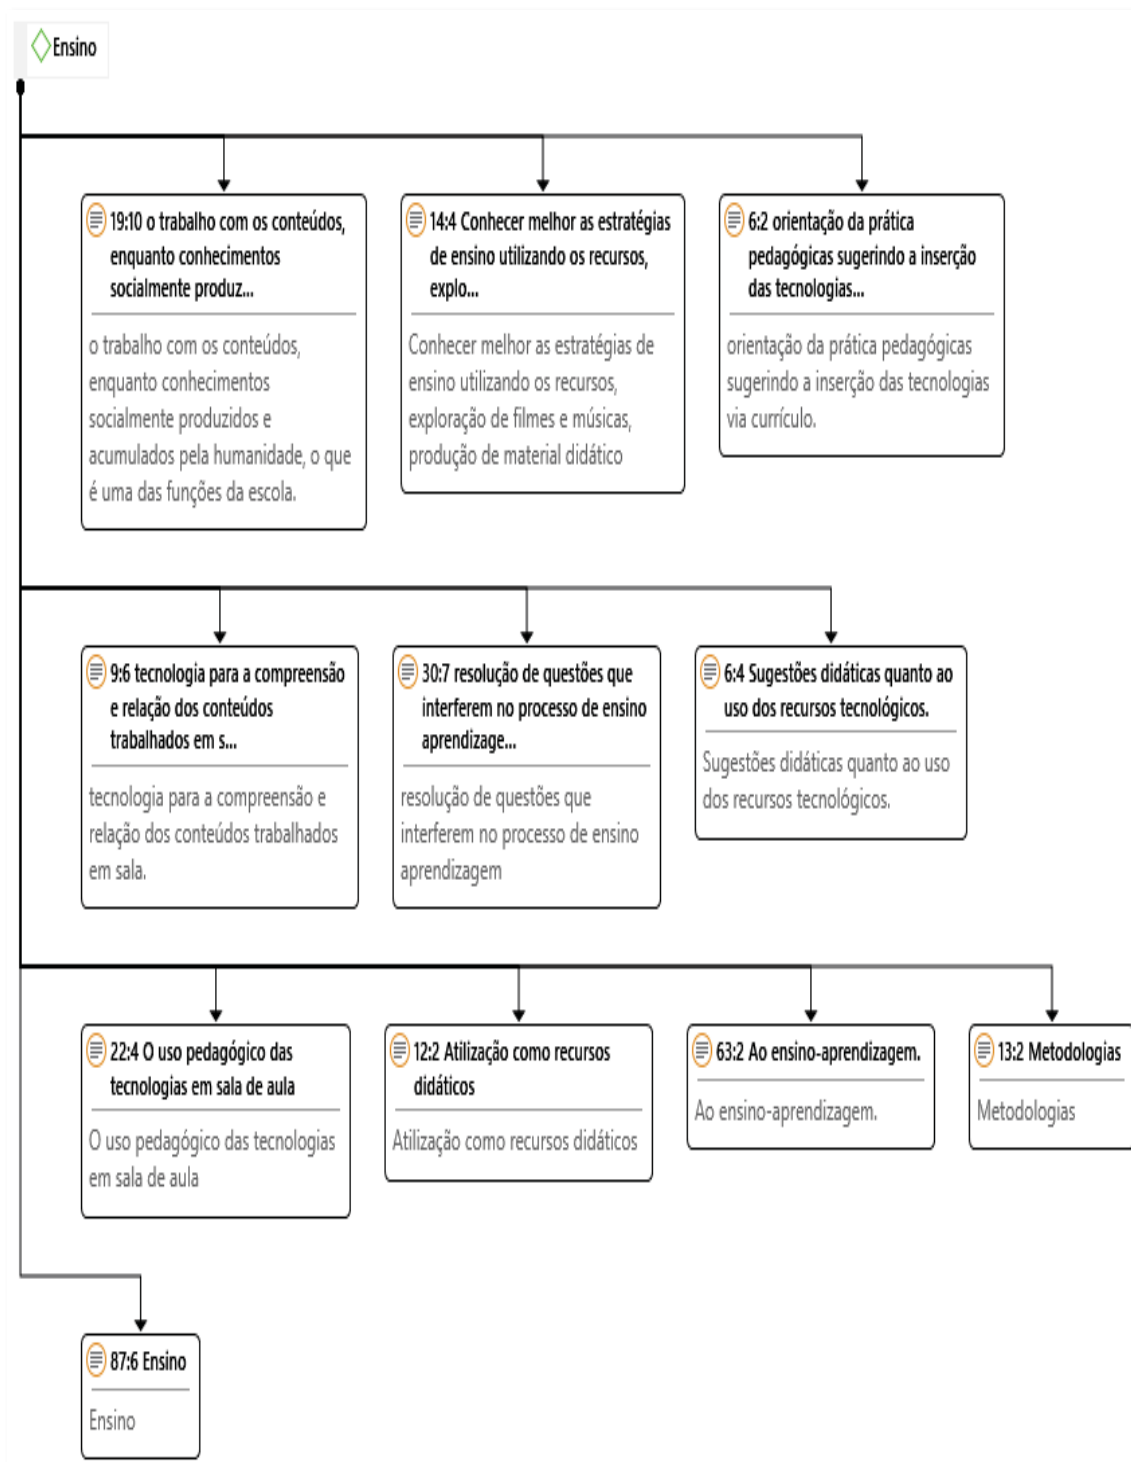 Ensino
19:10 o trabalho com os conteúdos,
enquanto conhecimentos
socialmente produz...
o trabalho com os conteúdos,
enquanto conhecimentos
socialmente produzidos e
acumulados pela humanidade, o que
é uma das funções da escola.
14:4 Conhecer melhor as estratégias
de ensino utilizando os recursos,
explo...
Conhecer melhor as estratégias de
ensino utilizando os recursos,
exploração de filmes e músicas,
produção de material didático
6:2 orientação da prática
pedagógicas sugerindo a inserção
das tecnologias...
orientação da prática pedagógicas
sugerindo a inserção das tecnologias
via currículo.
9:6 tecnologia para a compreensão
e relação dos conteúdos
trabalhados em s...
tecnologia para a compreensão e
relação dos conteúdos trabalhados
em sala.
30:7 resolução de questões que
interferem no processo de ensino
aprendizage...
resolução de questões que
interferem no processo de ensino
aprendizagem
6:4 Sugestões didáticas quanto ao
uso dos recursos tecnológicos.
Sugestões didáticas quanto ao uso
dos recursos tecnológicos.
22:4 O uso pedagógico das
tecnologias em sala de aula
O uso pedagógico das tecnologias
em sala de aula
12:2 Atilização como recursos
didáticos
Atilização como recursos didáticos
63:2 Ao ensino-aprendizagem.
Ao ensino-aprendizagem.
13:2 Metodologias
Metodologias
87:6 Ensino
Ensino